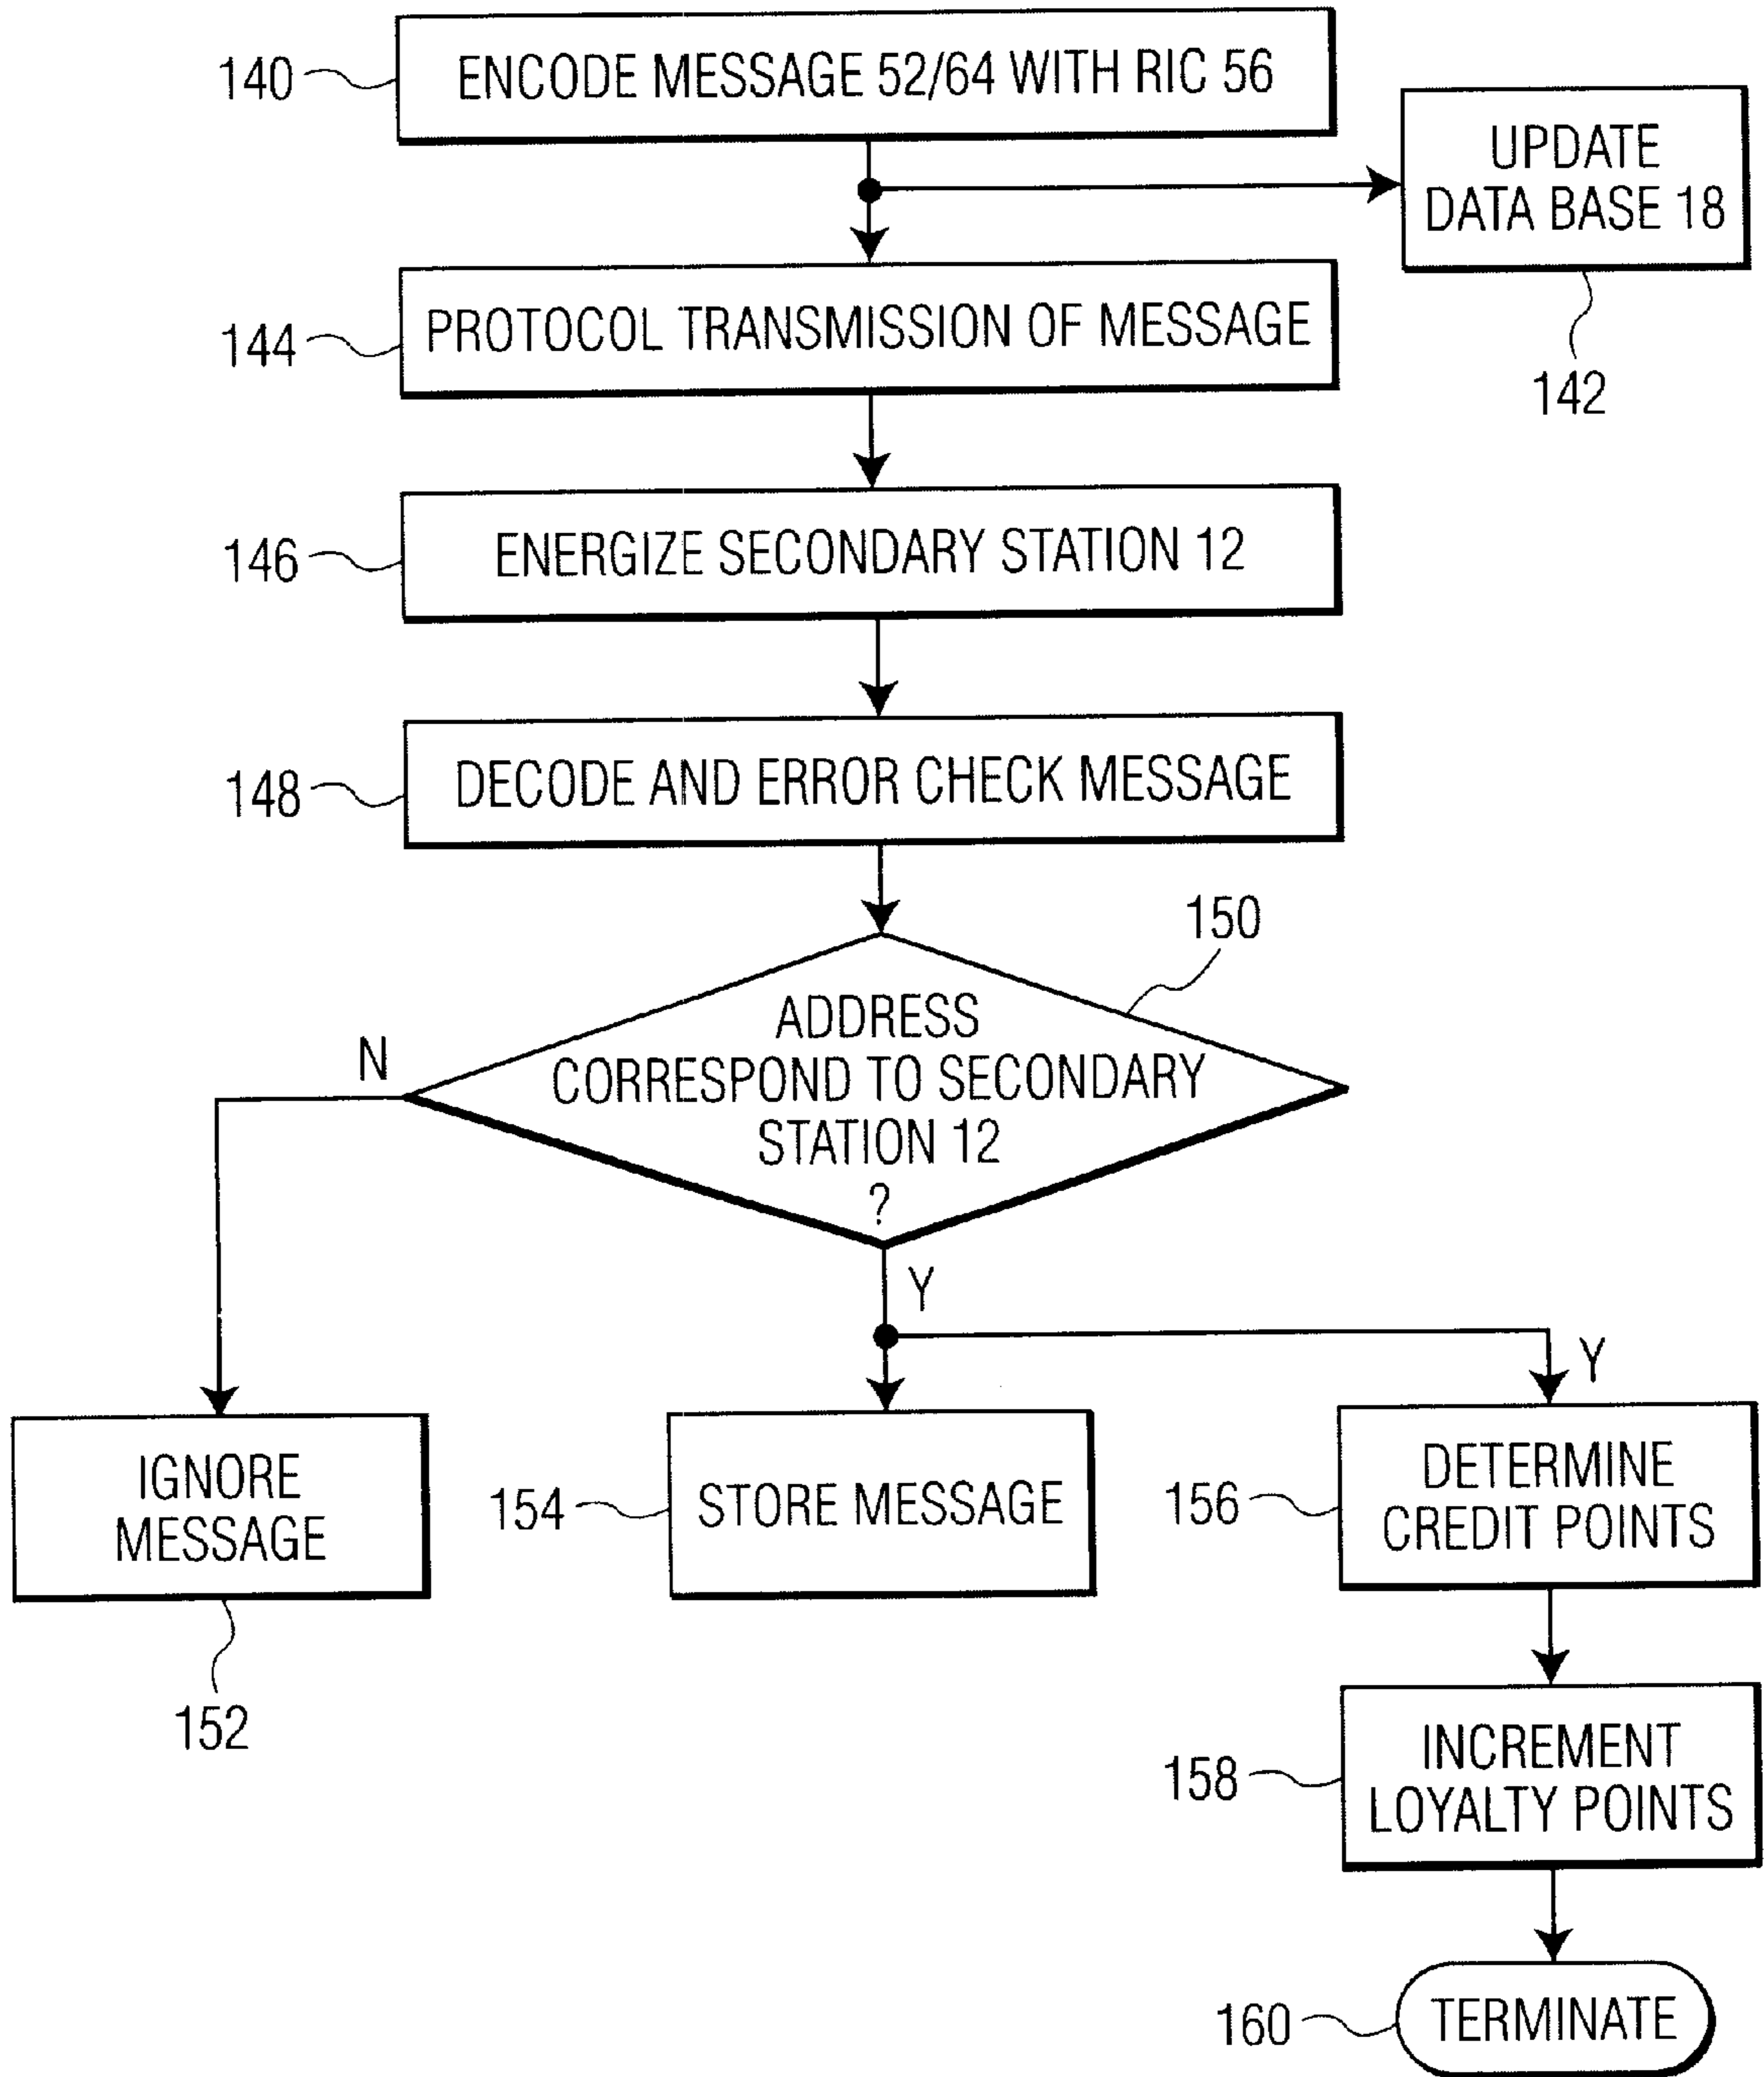 140
ENCODE MESSAGE 52/64 WITH RIC 56
UPDATE
DATA BASE 18
142
144
PROTOCOL TRANSMISSION OF MESSAGE
146
ENERGIZE SECONDARY STATION 12
148
DECODE AND ERROR CHECK MESSAGE
150
ADDRESS
CORRESPOND TO SECONDARY
STATION 12
?
N
Y
Y
IGNORE
MESSAGE
152
154
STORE MESSAGE
156
DETERMINE
CREDIT POINTS
158
INCREMENT
LOYALTY POINTS
160
TERMINATE